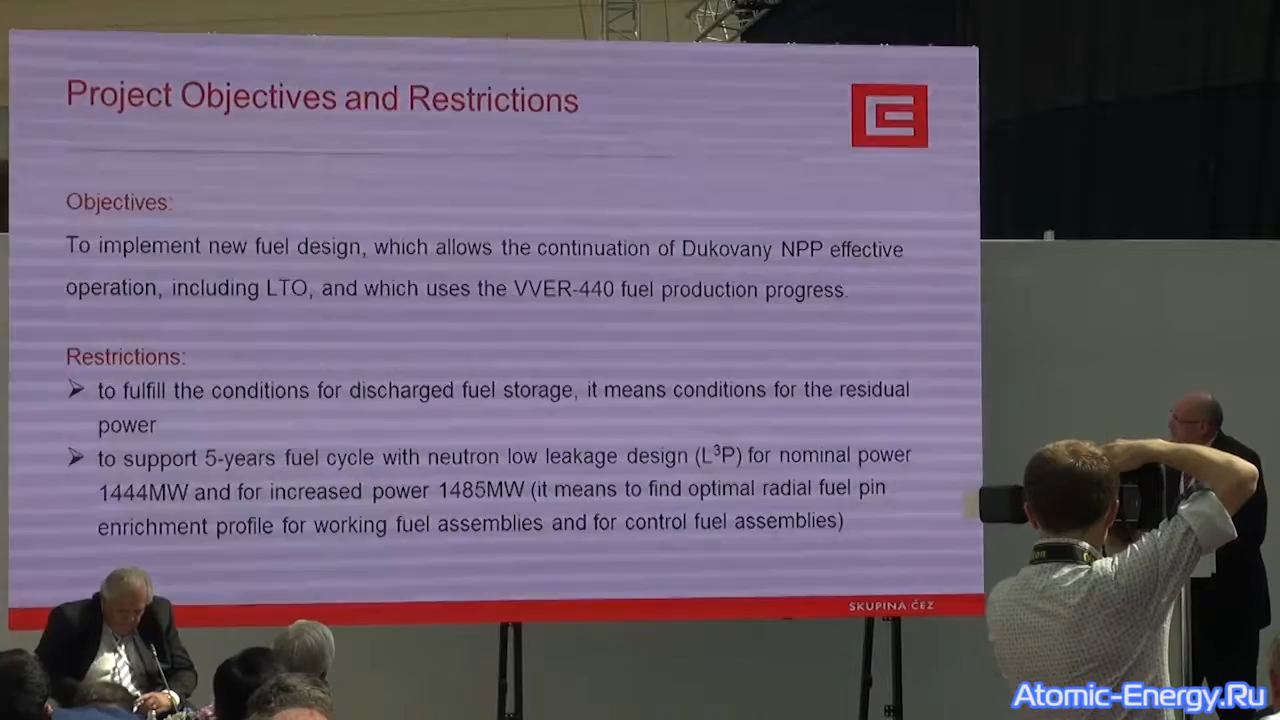 Project Objectives and Restrictions
Objectives:
To implement new fuel design, which allows the continuation of Dukovany NPP effective
operation, including LTO, and which uses the VVER-440 fuel production progress.
Restrictions:
➢ to fulfill the conditions for discharged fuel storage, it means conditions for the residual
power
➢ to support 5-years fuel cycle with neutron low leakage design (L³P) for nominal power
1444MW and for increased power 1485MW (it means to find optimal radial fuel pin
enrichment profile for working fuel assemblies and for control fuel assemblies)
SKUPINA ČEZ
Atomic-Energy.Ru